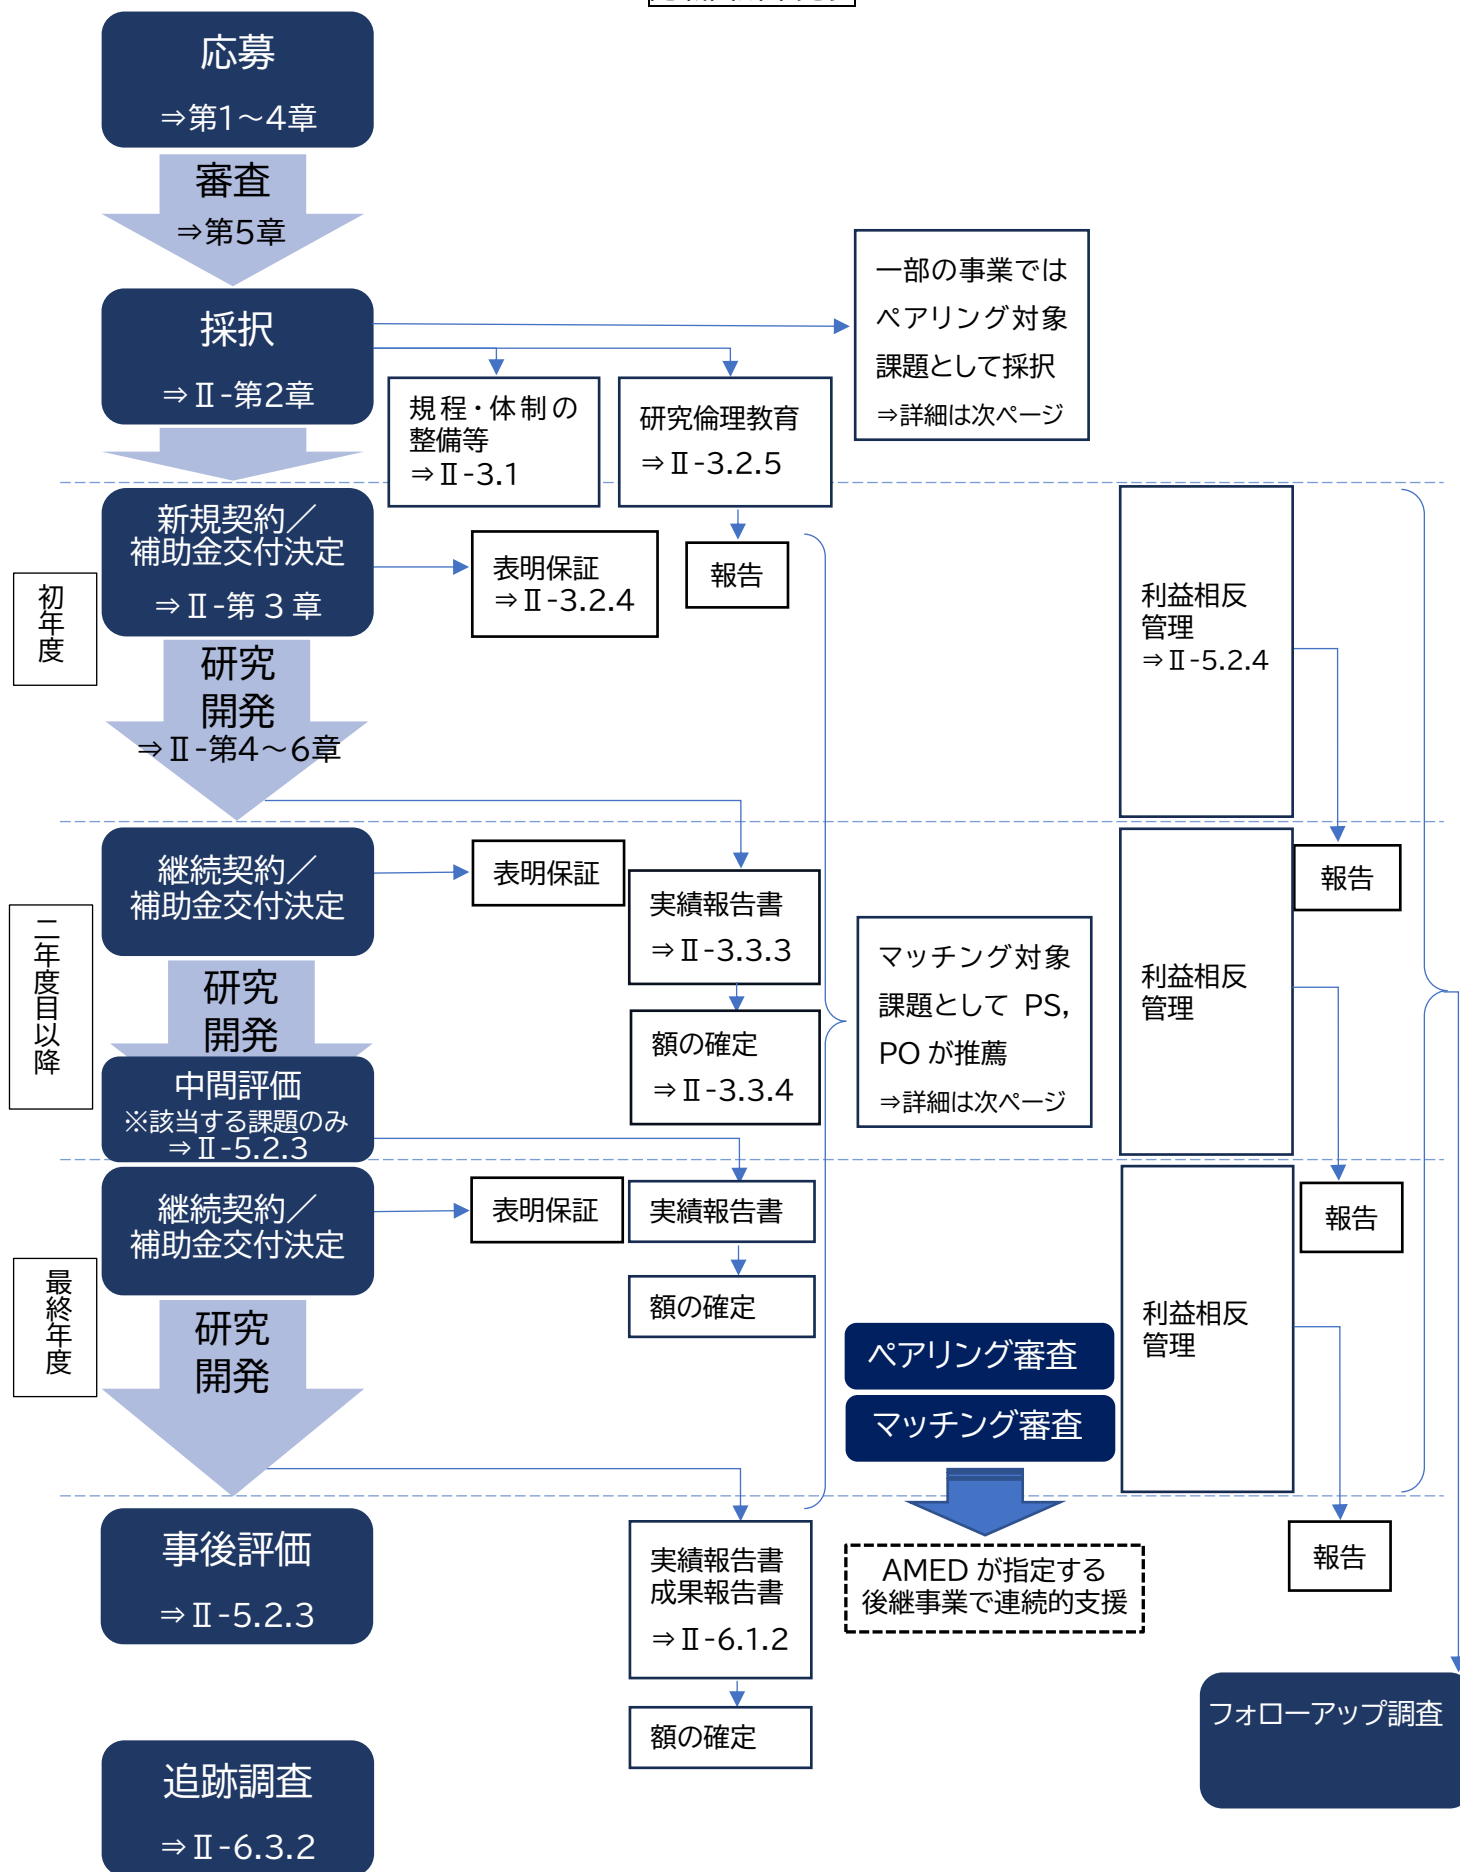 応募
⇒第1～4章
審査
⇒第5章
採択
⇒Ⅱ-第2章
一部の事業では
ペアリング対象
課題として採択
⇒詳細は次ページ
規程・体制の
整備等
⇒Ⅱ-3.1
研究倫理教育
⇒Ⅱ-3.2.5
初年度
新規契約／
補助金交付決定
⇒Ⅱ-第 3 章
表明保証
⇒Ⅱ-3.2.4
報告
利益相反
管理
⇒Ⅱ-5.2.4
研究
開発
⇒Ⅱ-第4～6章
二年度目以降
継続契約／
補助金交付決定
表明保証
実績報告書
⇒Ⅱ-3.3.3
報告
額の確定
⇒Ⅱ-3.3.4
マッチング対象
課題として PS,
PO が推薦
⇒詳細は次ページ
利益相反
管理
研究
開発
中間評価
※該当する課題のみ
⇒Ⅱ-5.2.3
最終年度
継続契約／
補助金交付決定
表明保証
実績報告書
報告
額の確定
利益相反
管理
研究
開発
ペアリング審査
マッチング審査
AMED が指定する
後継事業で連続的支援
事後評価
⇒Ⅱ-5.2.3
実績報告書
成果報告書
⇒Ⅱ-6.1.2
報告
額の確定
フォローアップ調査
追跡調査
⇒Ⅱ-6.3.2